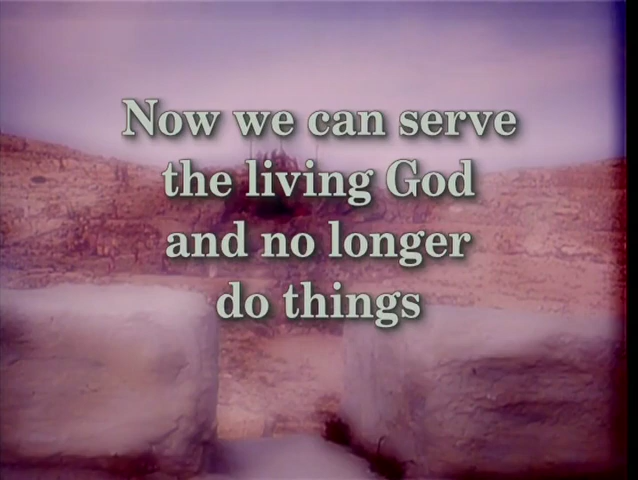 Now we can serve
the living God
and no longer
do things